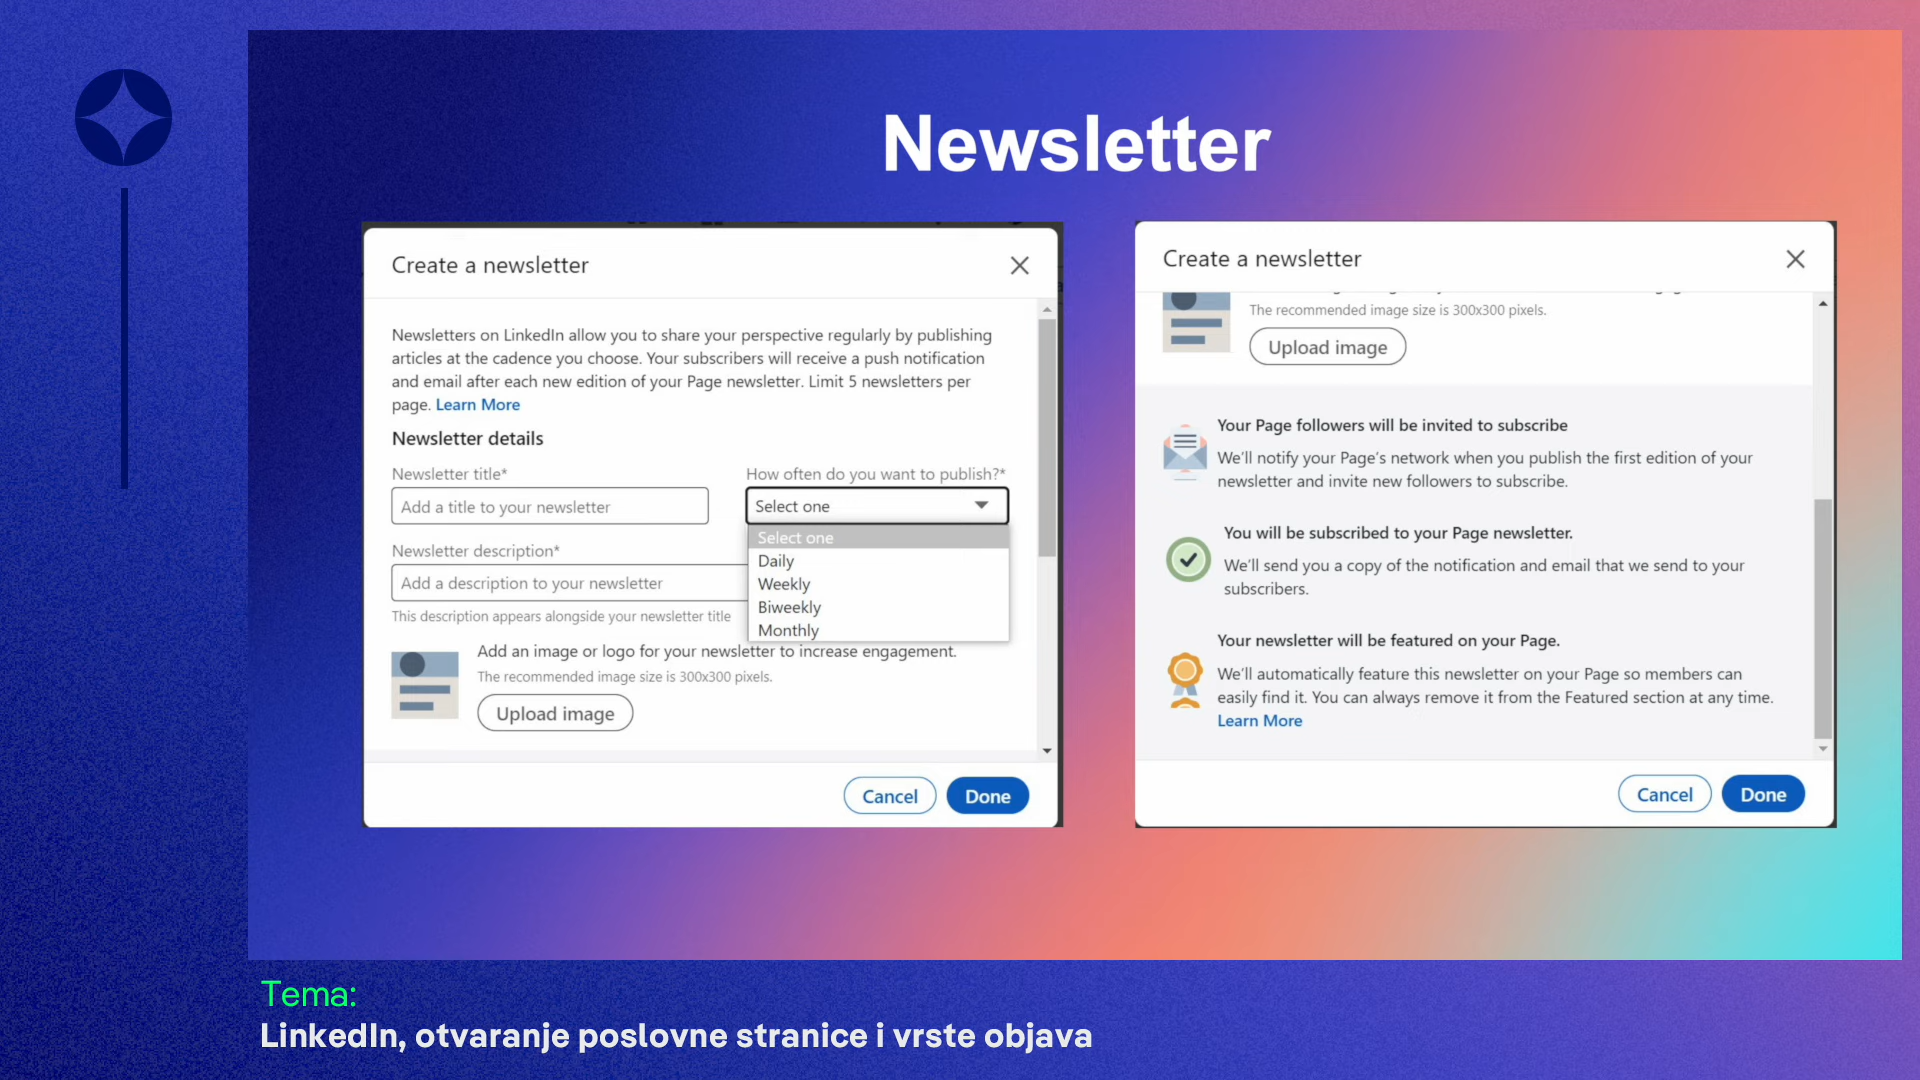 Newsletter
Create a newsletter
Newsletters on LinkedIn allow you to share your perspective regularly by publishing
articles at the cadence you choose. Your subscribers will receive a push notification
and email after each new edition of your Page newsletter. Limit 5 newsletters per
page. Learn More
Newsletter details
Newsletter title*
Add a title to your newsletter
How often do you want to publish?*
Select one
Select one
Daily
Weekly
Biweekly
Monthly
Newsletter description*
Add a description to your newsletter
This description appears alongside your newsletter title
Add an image or logo for your newsletter to increase engagement.
The recommended image size is 300x300 pixels.
Upload image
Cancel
Done
Create a newsletter
The recommended image size is 300x300 pixels.
Upload image
Your Page followers will be invited to subscribe
We'll notify your Page's network when you publish the first edition of your
newsletter and invite new followers to subscribe.
You will be subscribed to your Page newsletter.
We'll send you a copy of the notification and email that we send to your
subscribers.
Your newsletter will be featured on your Page.
We'll automatically feature this newsletter on your Page so members can
easily find it. You can always remove it from the Featured section at any time.
Learn More
Cancel
Done
Tema:
LinkedIn, otvaranje poslovne stranice i vrste objava